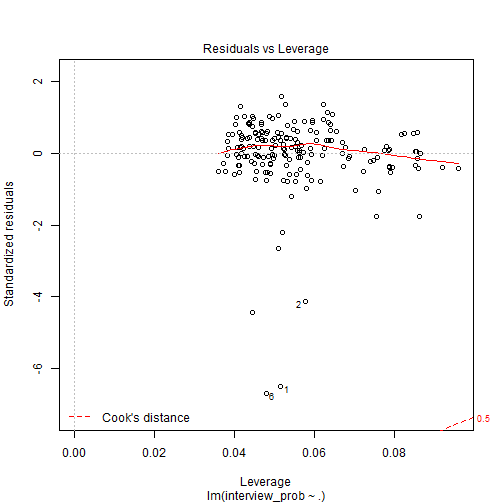 Residuals vs Leverage
Standardized residuals
2
0
-2
-4
-6
2
1
6
Cook's distance
0.5
0.00
0.02
0.04
0.06
0.08
Leverage
lm(interview_prob ~ .)